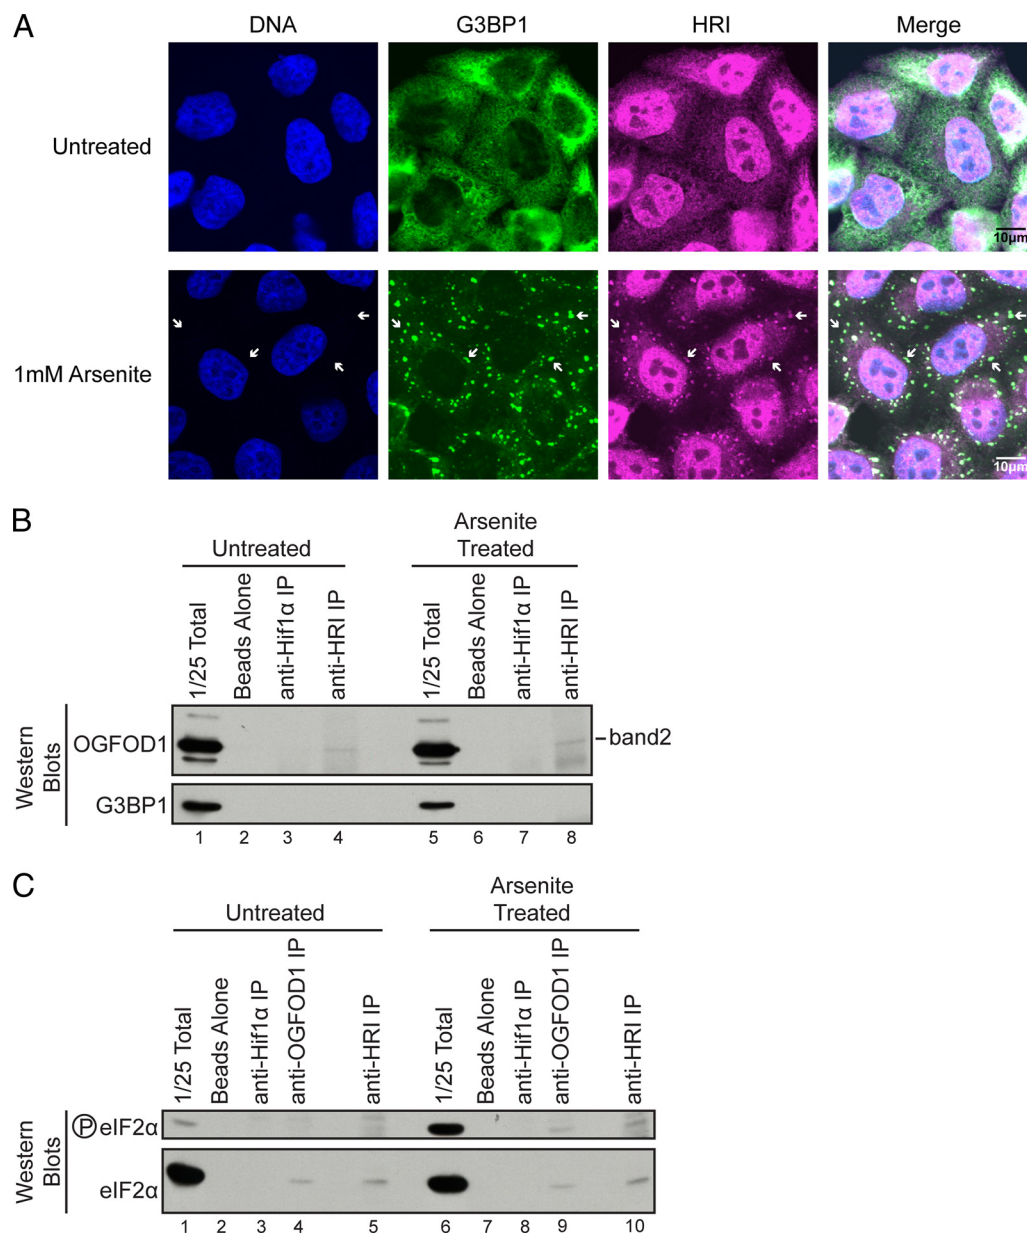 A
DNA G3BP1 HRI Merge
Untreated
10µm
1mM Arsenite
10µm
B
Untreated
Arsenite
Treated
1/25 Total
Beads Alone
anti-Hif1α IP
anti-HRI IP
1/25 Total
Beads Alone
anti-Hif1α IP
anti-HRI IP
Western
Blots
OGFOD1
band2
G3BP1
1 2 3 4 5 6 7 8
C
Untreated
Arsenite
Treated
1/25 Total
Beads Alone
anti-Hif1α IP
anti-OGFOD1 IP
anti-HRI IP
1/25 Total
Beads Alone
anti-Hif1α IP
anti-OGFOD1 IP
anti-HRI IP
Western
Blots
Ⓟ eIF2α
eIF2α
1 2 3 4 5 6 7 8 9 10